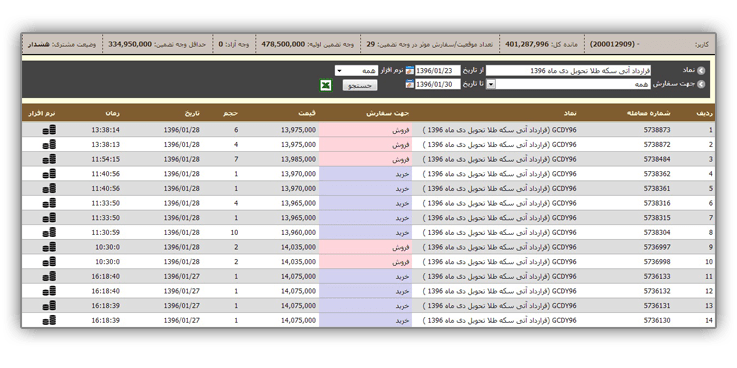 کاربر: - (200012909) مانده کل: 401,287,996 تعداد موقعیت/سفارش موثر در وجه تضمین: 29 وجه تضمین اولیه: 478,500,000 وجه آزاد: 0 حداقل وجه تضمین: 334,950,000 وضعیت مشتری: هشدار
نماد قرارداد آتی سکه طلا تحویل دی ماه 1396 از تاریخ 1396/01/23 نرم افزار همه
جهت سفارش همه تا تاریخ 1396/01/30 جستجو
ردیف شماره معامله نماد جهت سفارش قیمت حجم تاریخ زمان نرم افزار
1 5738873 GCDY96 (قرارداد آتی سکه طلا تحویل دی ماه 1396 ) فروش 13,975,000 6 1396/01/28 13:38:14
2 5738872 GCDY96 (قرارداد آتی سکه طلا تحویل دی ماه 1396 ) فروش 13,975,000 4 1396/01/28 13:38:13
3 5738484 GCDY96 (قرارداد آتی سکه طلا تحویل دی ماه 1396 ) فروش 13,985,000 7 1396/01/28 11:54:15
4 5738362 GCDY96 (قرارداد آتی سکه طلا تحویل دی ماه 1396 ) خرید 13,970,000 1 1396/01/28 11:40:56
5 5738361 GCDY96 (قرارداد آتی سکه طلا تحویل دی ماه 1396 ) خرید 13,970,000 1 1396/01/28 11:40:56
6 5738316 GCDY96 (قرارداد آتی سکه طلا تحویل دی ماه 1396 ) خرید 13,965,000 4 1396/01/28 11:33:50
7 5738315 GCDY96 (قرارداد آتی سکه طلا تحویل دی ماه 1396 ) خرید 13,965,000 1 1396/01/28 11:33:50
8 5738304 GCDY96 (قرارداد آتی سکه طلا تحویل دی ماه 1396 ) خرید 13,960,000 10 1396/01/28 11:30:59
9 5736997 GCDY96 (قرارداد آتی سکه طلا تحویل دی ماه 1396 ) فروش 14,035,000 2 1396/01/28 10:30:0
10 5736998 GCDY96 (قرارداد آتی سکه طلا تحویل دی ماه 1396 ) فروش 14,035,000 2 1396/01/28 10:30:0
11 5736133 GCDY96 (قرارداد آتی سکه طلا تحویل دی ماه 1396 ) خرید 14,075,000 1 1396/01/27 16:18:40
12 5736132 GCDY96 (قرارداد آتی سکه طلا تحویل دی ماه 1396 ) خرید 14,075,000 1 1396/01/27 16:18:40
13 5736131 GCDY96 (قرارداد آتی سکه طلا تحویل دی ماه 1396 ) خرید 14,075,000 1 1396/01/27 16:18:39
14 5736130 GCDY96 (قرارداد آتی سکه طلا تحویل دی ماه 1396 ) خرید 14,075,000 1 1396/01/27 16:18:39